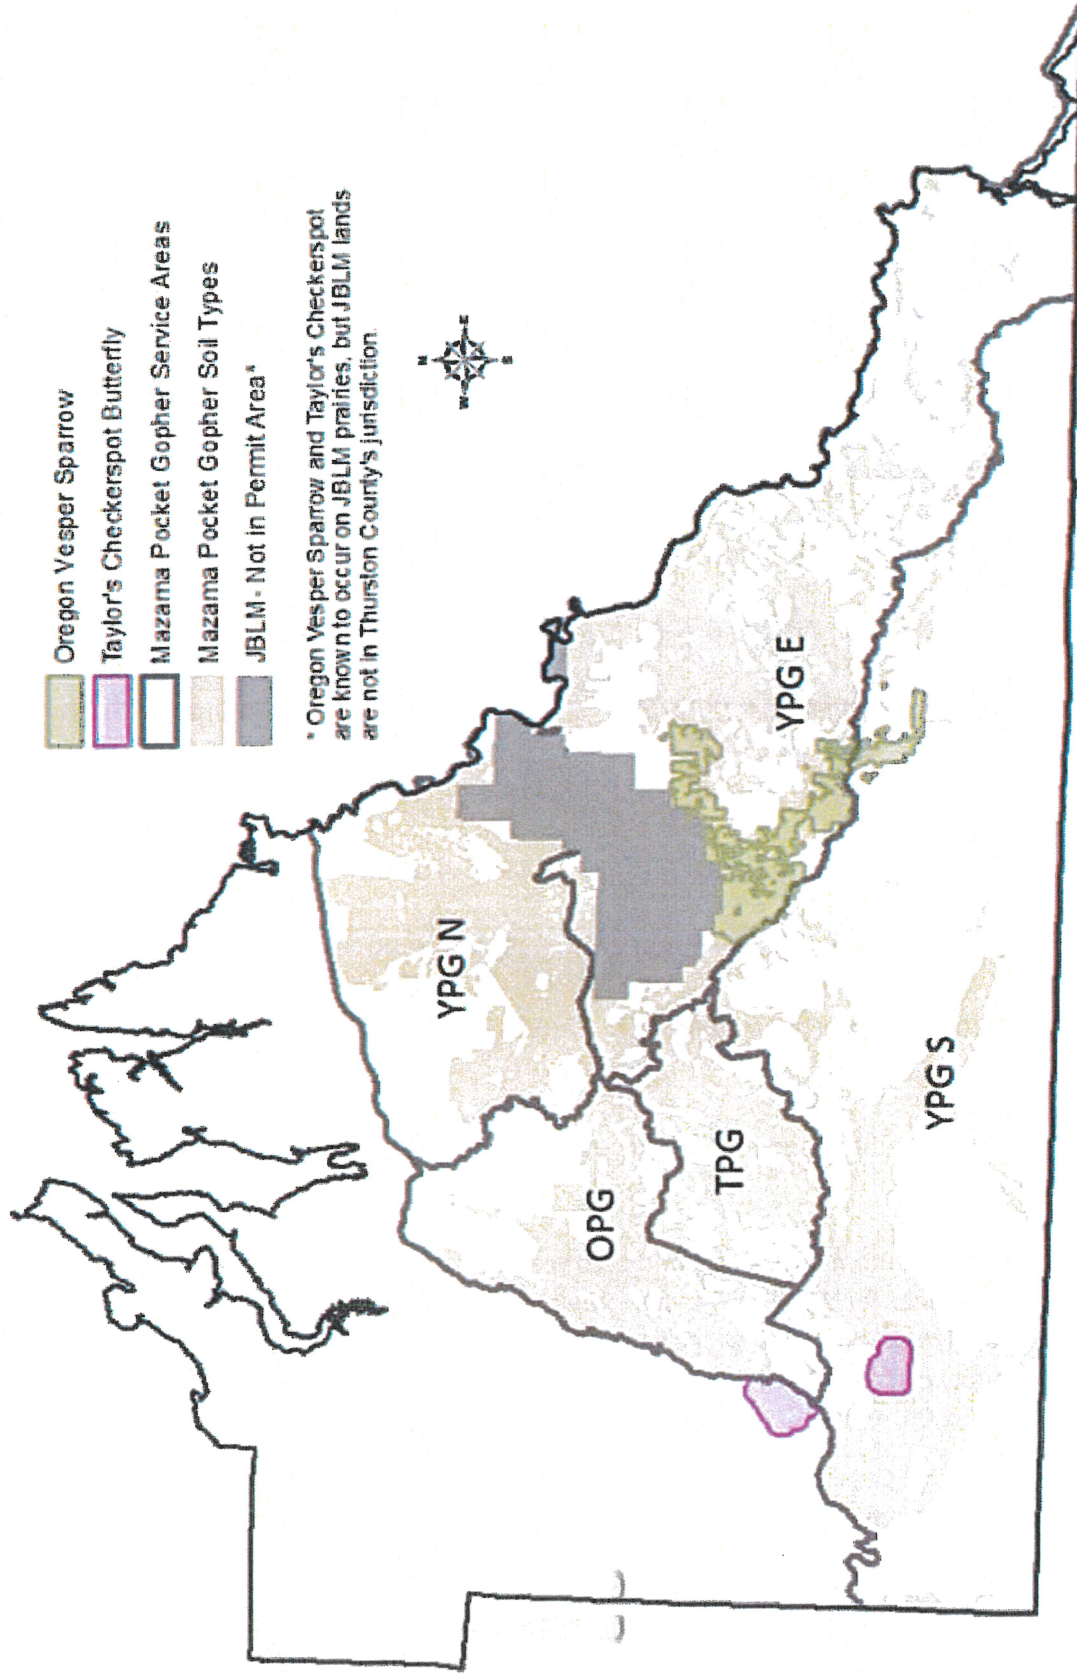 Oregon Vesper Sparrow
Taylor's Checkerspot Butterfly
Mazama Pocket Gopher Service Areas
Mazama Pocket Gopher Soil Types
JBLM - Not in Permit Area*
* Oregon Vesper Sparrow and Taylor's Checkerspot
are known to occur on JBLM prairies, but JBLM lands
are not in Thurston County's jurisdiction.
N
W
E
S
YPG N
YPG E
OPG
TPG
YPG S